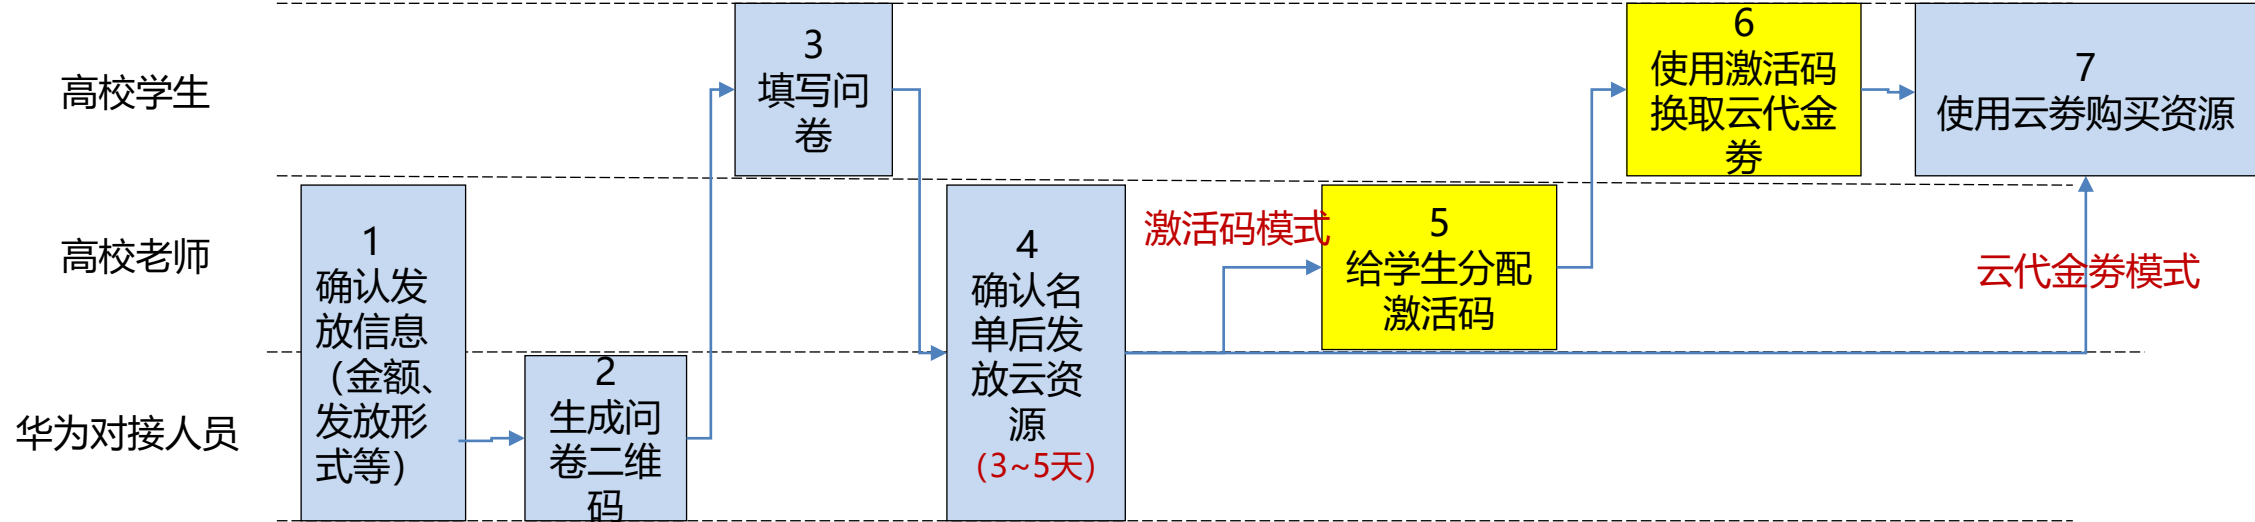 高校学生
高校老师
华为对接人员
1
确认发
放信息
（金额、
发放形
式等）
2
生成问
卷二维
码
3
填写问
卷
4
确认名
单后发
放云资
源
（3~5天）
激活码模式
5
给学生分配
激活码
6
使用激活码
换取云代金
券
7
使用云券购买资源
云代金券模式